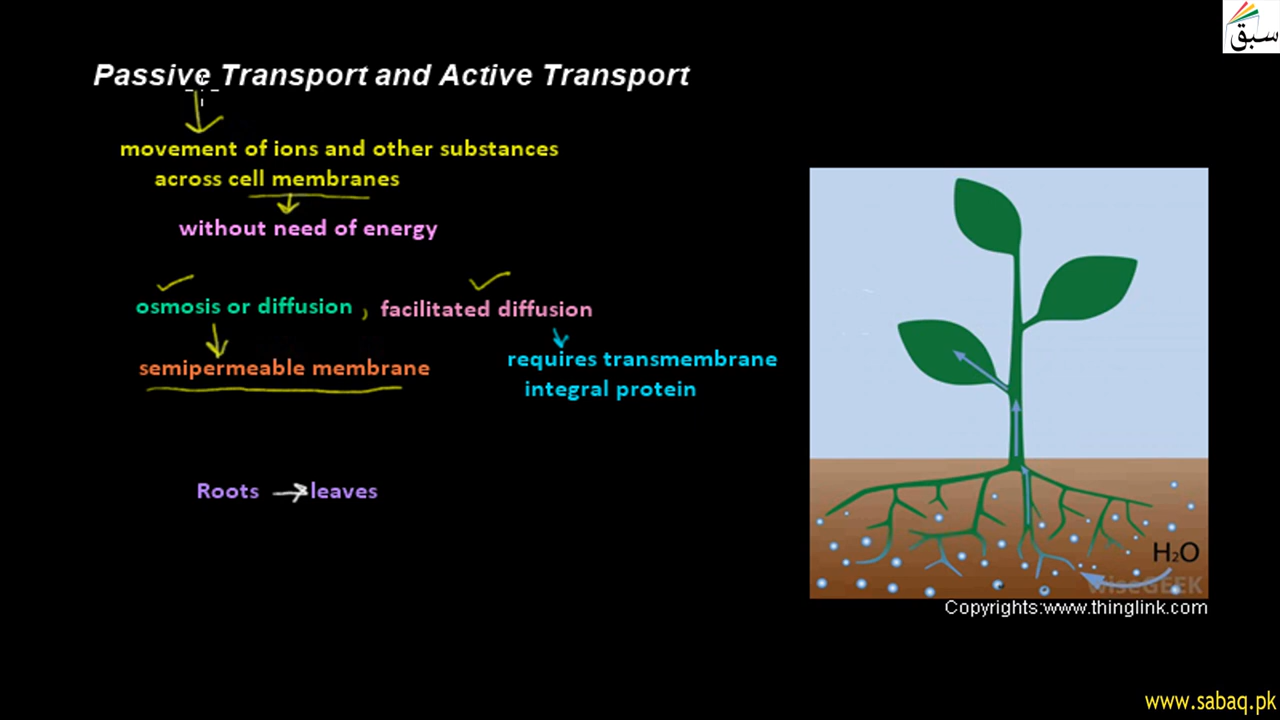 سبق
Passive Transport and Active Transport
movement of ions and other substances
across cell membranes
without need of energy
osmosis or diffusion , facilitated diffusion
semipermeable membrane
requires transmembrane
integral protein
Roots → leaves
H₂O
wiseGEEK
Copyrights:www.thinglink.com
www.sabaq.pk